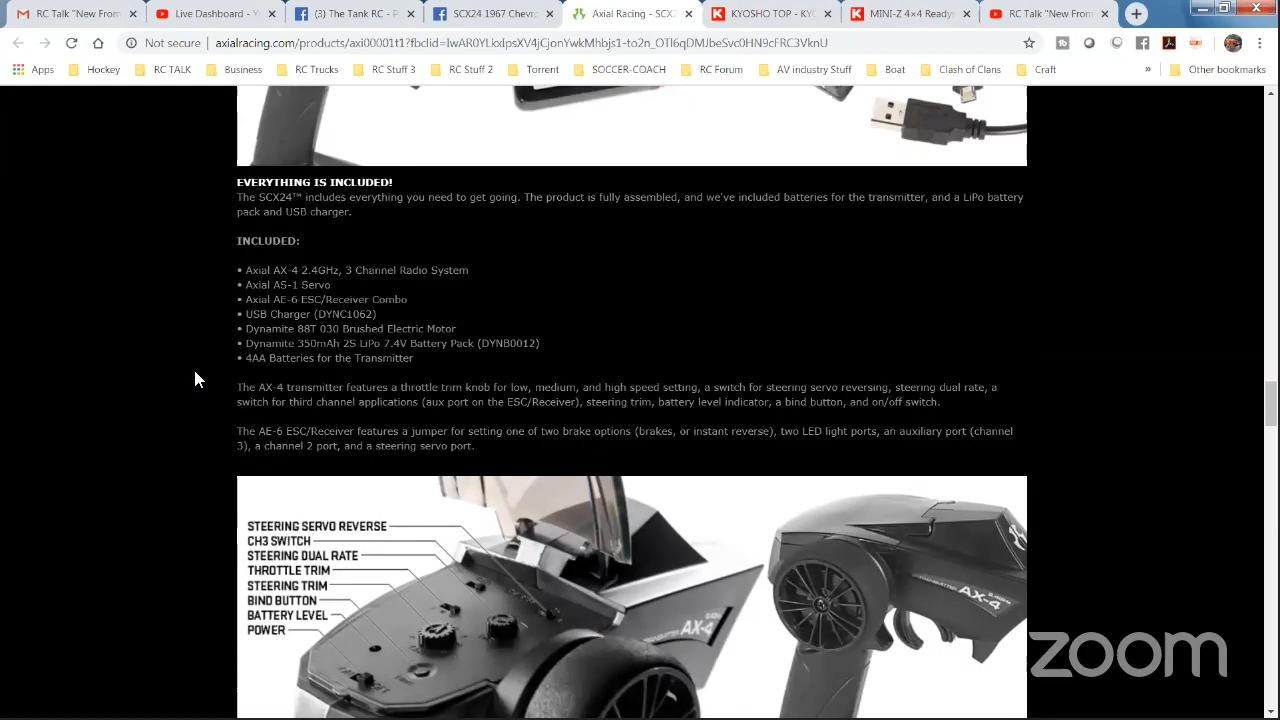 RC Talk "New From
Live Dashboard - Y
(3) The Tank RC - P
SCX24 1967 Chevro
Axial Racing - SCX2
KYOSHO TOP - KYO
MINI-Z 4×4 Ready
RC Talk "New From
Not secure | axialracing.com/products/
Apps Hockey RC TALK Business RC Trucks RC Stuff 3 RC Stuff 2 Torrent SOCCER-COACH RC Forum AV industry Stuff Boat Clash of Clans Craft » Other bookmarks
EVERYTHING IS INCLUDED!
The SCX24™ includes everything you need to get going. The product is fully assembled, and we've included batteries for the transmitter, and a LiPo battery
pack and USB charger.
INCLUDED:
• Axial AX-4 2.4GHz, 3 Channel Radio System
• Axial AS-1 Servo
• Axial AE-6 ESC/Receiver Combo
• USB Charger (DYNC1062)
• Dynamite 88T 030 Brushed Electric Motor
• Dynamite 350mAh 2S LiPo 7.4V Battery Pack (DYNB0012)
• 4AA Batteries for the Transmitter
The AX-4 transmitter features a throttle trim knob for low, medium, and high speed setting, a switch for steering servo reversing, steering dual rate, a
switch for third channel applications (aux port on the ESC/Receiver), steering trim, battery level indicator, a bind button, and on/off switch.
The AE-6 ESC/Receiver features a jumper for setting one of two brake options (brakes, or instant reverse), two LED light ports, an auxiliary port (channel
3), a channel 2 port, and a steering servo port.
STEERING SERVO REVERSE
CH3 SWITCH
STEERING DUAL RATE
THROTTLE TRIM
STEERING TRIM
BIND BUTTON
BATTERY LEVEL
POWER
AX-4
AX-4
zoom